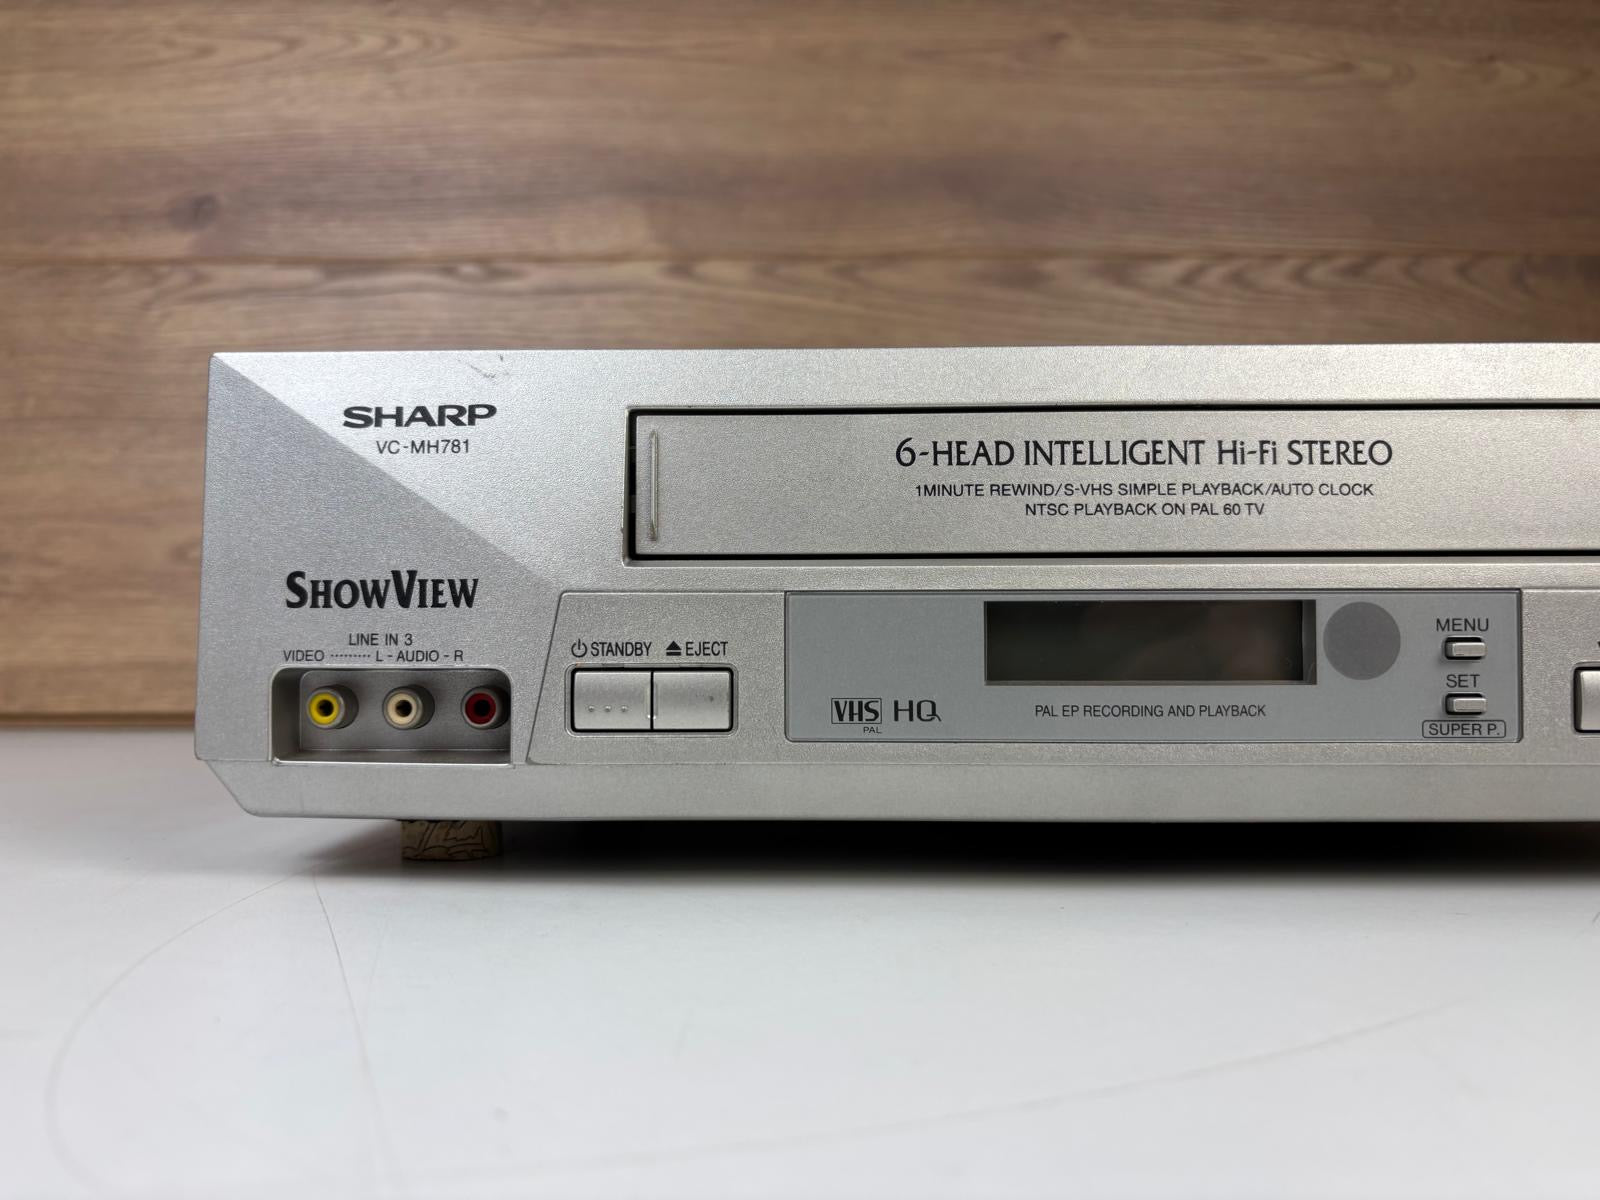 SHARP
VC-MH781
6-HEAD INTELLIGENT Hi-Fi STEREO
1MINUTE REWIND/S-VHS SIMPLE PLAYBACK/AUTO CLOCK
NTSC PLAYBACK ON PAL 60 TV
SHOWVIEW
LINE IN 3
VIDEO ········· L - AUDIO - R
STANDBY EJECT
MENU
SET
SUPER P.
VHS HQ
PAL
PAL EP RECORDING AND PLAYBACK